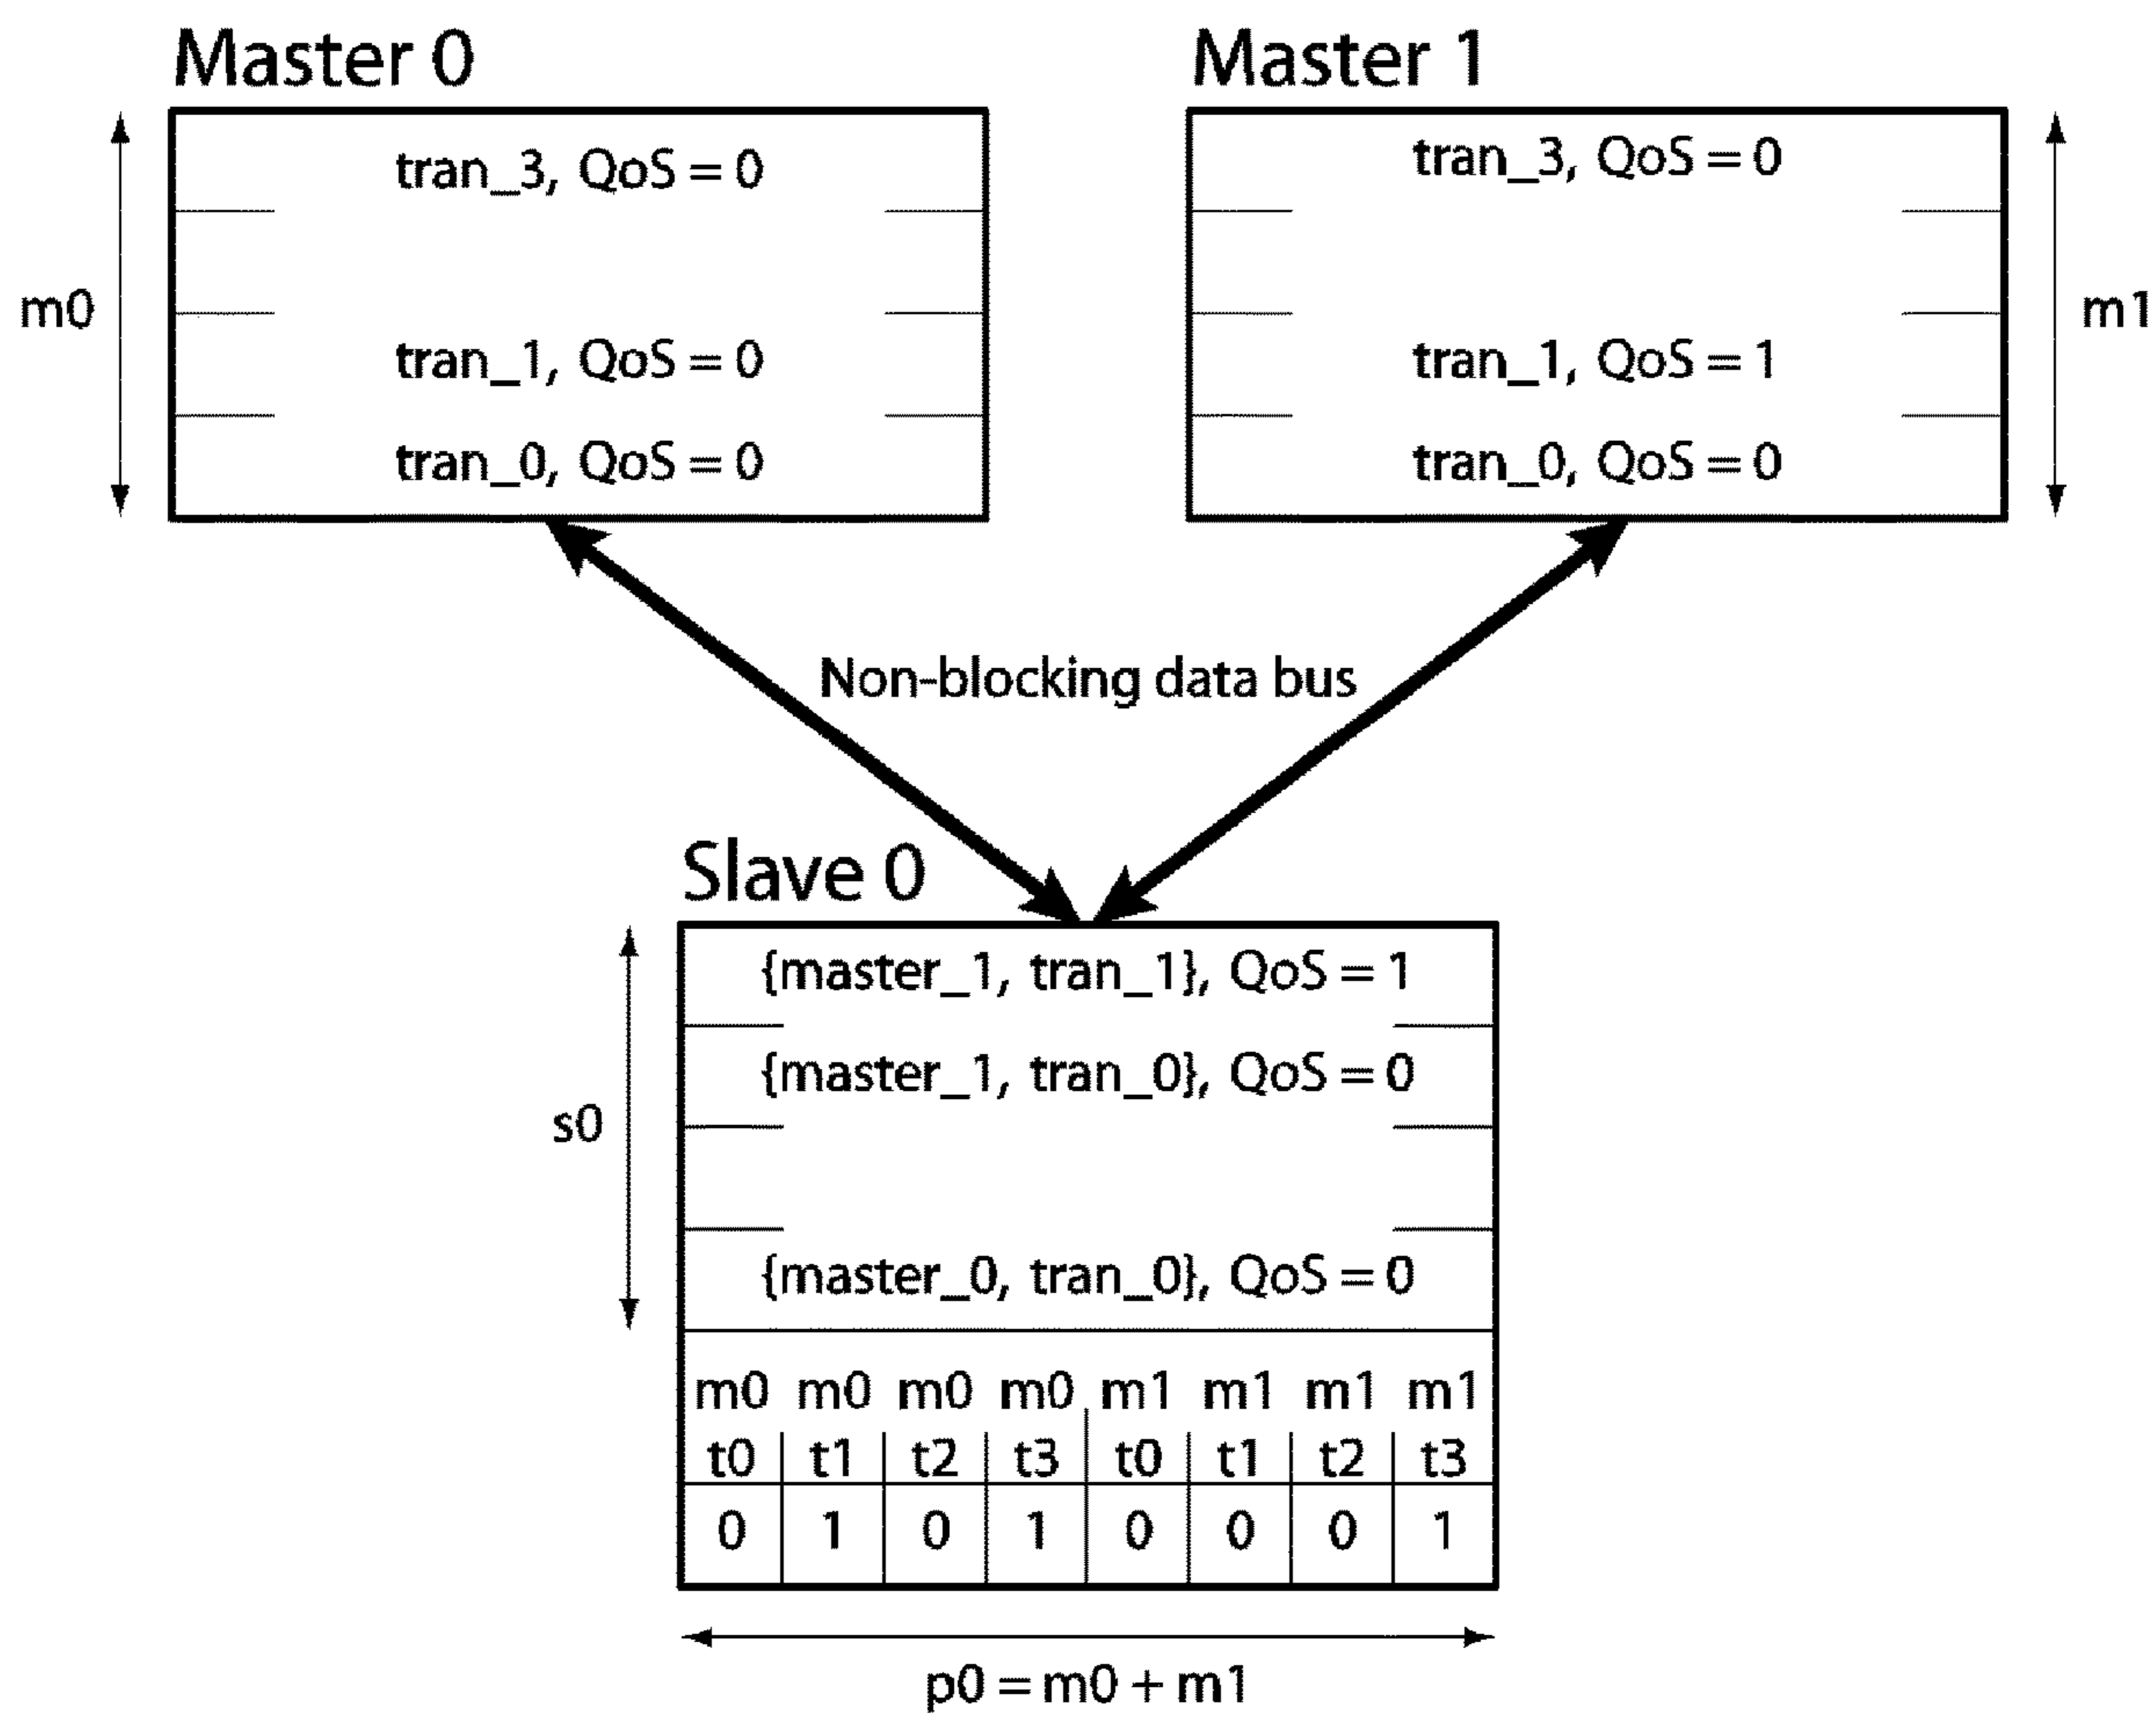 Master 0
Master 1
tran_3, QoS = 0
tran_3, QoS = 0
m0
m1
tran_1, QoS = 0
tran_1, QoS = 1
tran_0, QoS = 0
tran_0, QoS = 0
Non-blocking data bus
Slave 0
{master_1, tran_1}, QoS = 1
{master_1, tran_0}, QoS = 0
s0
{master_0, tran_0}, QoS = 0
m0 m0 m0 m0 m1 m1 m1 m1
t0 t1 t2 t3 t0 t1 t2 t3
0 1 0 1 0 0 0 1
p0 = m0 + m1